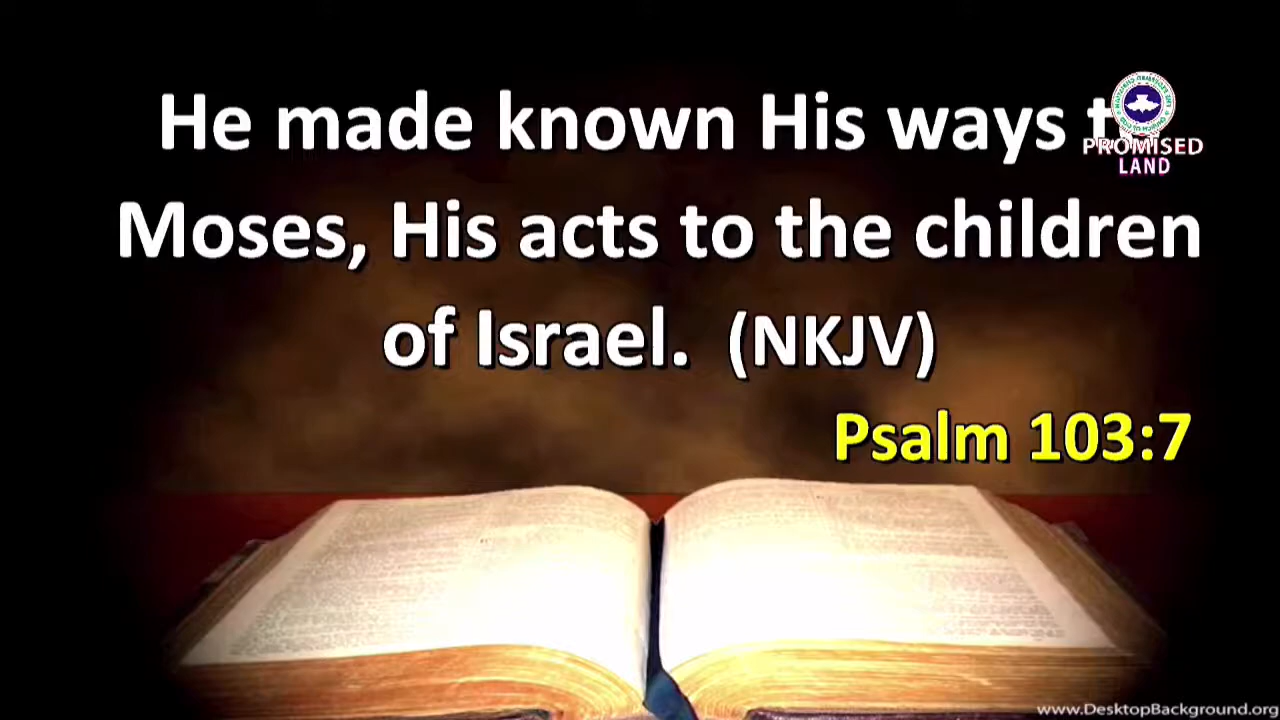 He made known His ways to
PROMISED
LAND
Moses, His acts to the children
of Israel. (NKJV)
Psalm 103:7
www.DesktopBackground.org